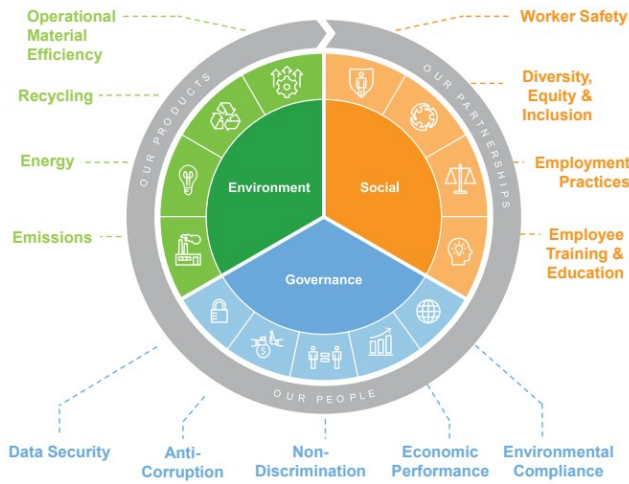 Operational
Material
Efficiency
Recycling
Energy
Emissions
Worker Safety
Diversity,
Equity &
Inclusion
Employment
Practices
Employee
Training &
Education
OUR PRODUCTS
OUR PARTNERSHIPS
Environment
Social
Governance
$
OUR PEOPLE
Data Security
Anti-
Corruption
Non-
Discrimination
Economic
Performance
Environmental
Compliance